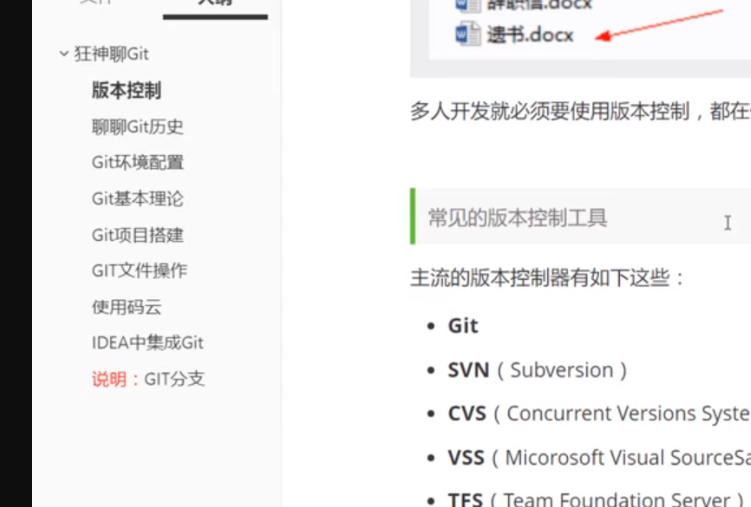 大纲
狂神聊Git
版本控制
聊聊Git历史
Git环境配置
Git基本理论
Git项目搭建
GIT文件操作
使用码云
IDEA中集成Git
说明：GIT分支
辞职信.docx
遗书.docx
多人开发就必须要使用版本控制，都在
常见的版本控制工具
主流的版本控制器有如下这些：
Git
SVN（Subversion）
CVS（Concurrent Versions Syste
VSS（Micorosoft Visual SourceSa
TFS（Team Foundation Server）